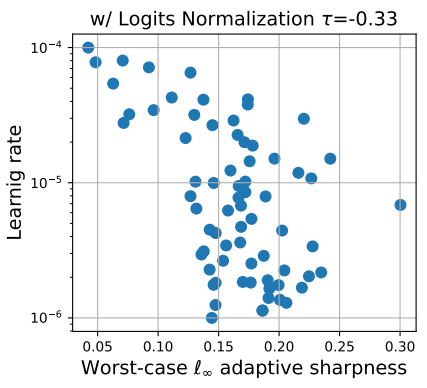 w/ Logits Normalization τ=-0.33
Learnig rate
10⁻⁴
10⁻⁵
10⁻⁶
0.05 0.10 0.15 0.20 0.25 0.30
Worst-case ℓ∞ adaptive sharpness